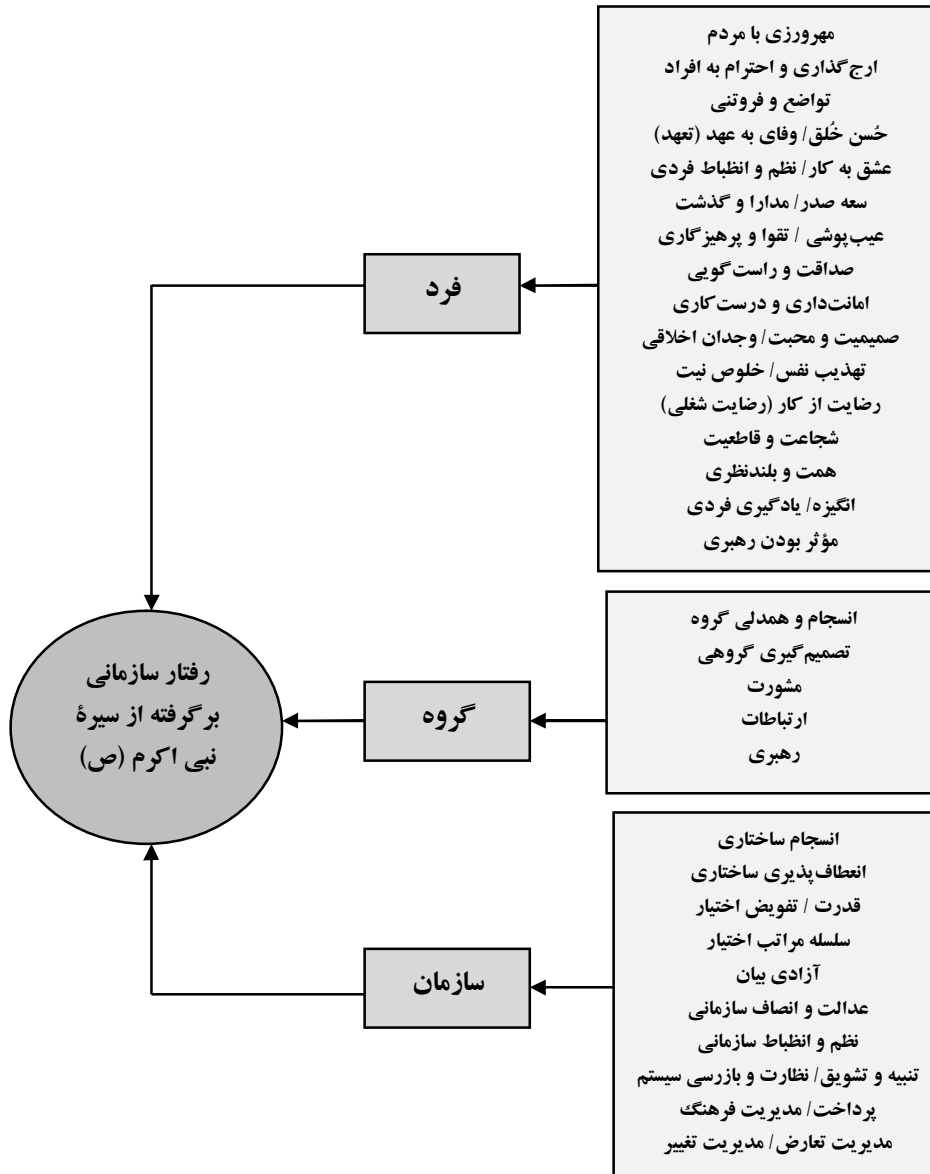 مهرورزی با مردم
ارج‌گذاری و احترام به افراد
تواضع و فروتنی
حُسن خُلق/ وفای به عهد (تعهد)
عشق به کار/ نظم و انظباط فردی
سعه صدر/ مدارا و گذشت
عیب‌پوشی / تقوا و پرهیزگاری
صداقت و راست‌گویی
امانت‌داری و درست‌کاری
صمیمیت و محبت/ وجدان اخلاقی
تهذیب نفس/ خلوص نیت
رضایت از کار (رضایت شغلی)
شجاعت و قاطعیت
همت و بلندنظری
انگیزه/ یادگیری فردی
مؤثر بودن رهبری
فرد
انسجام و همدلی گروه
تصمیم‌گیری گروهی
مشورت
ارتباطات
رهبری
گروه
رفتار سازمانی
برگرفته از سیرۀ
نبی اکرم (ص)
انسجام ساختاری
انعطاف‌پذیری ساختاری
قدرت / تفویض اختیار
سلسله مراتب اختیار
آزادی بیان
عدالت و انصاف سازمانی
نظم و انظباط سازمانی
تنبیه و تشویق/ نظارت و بازرسی سیستم
پرداخت/ مدیریت فرهنگ
مدیریت تعارض/ مدیریت تغییر
سازمان